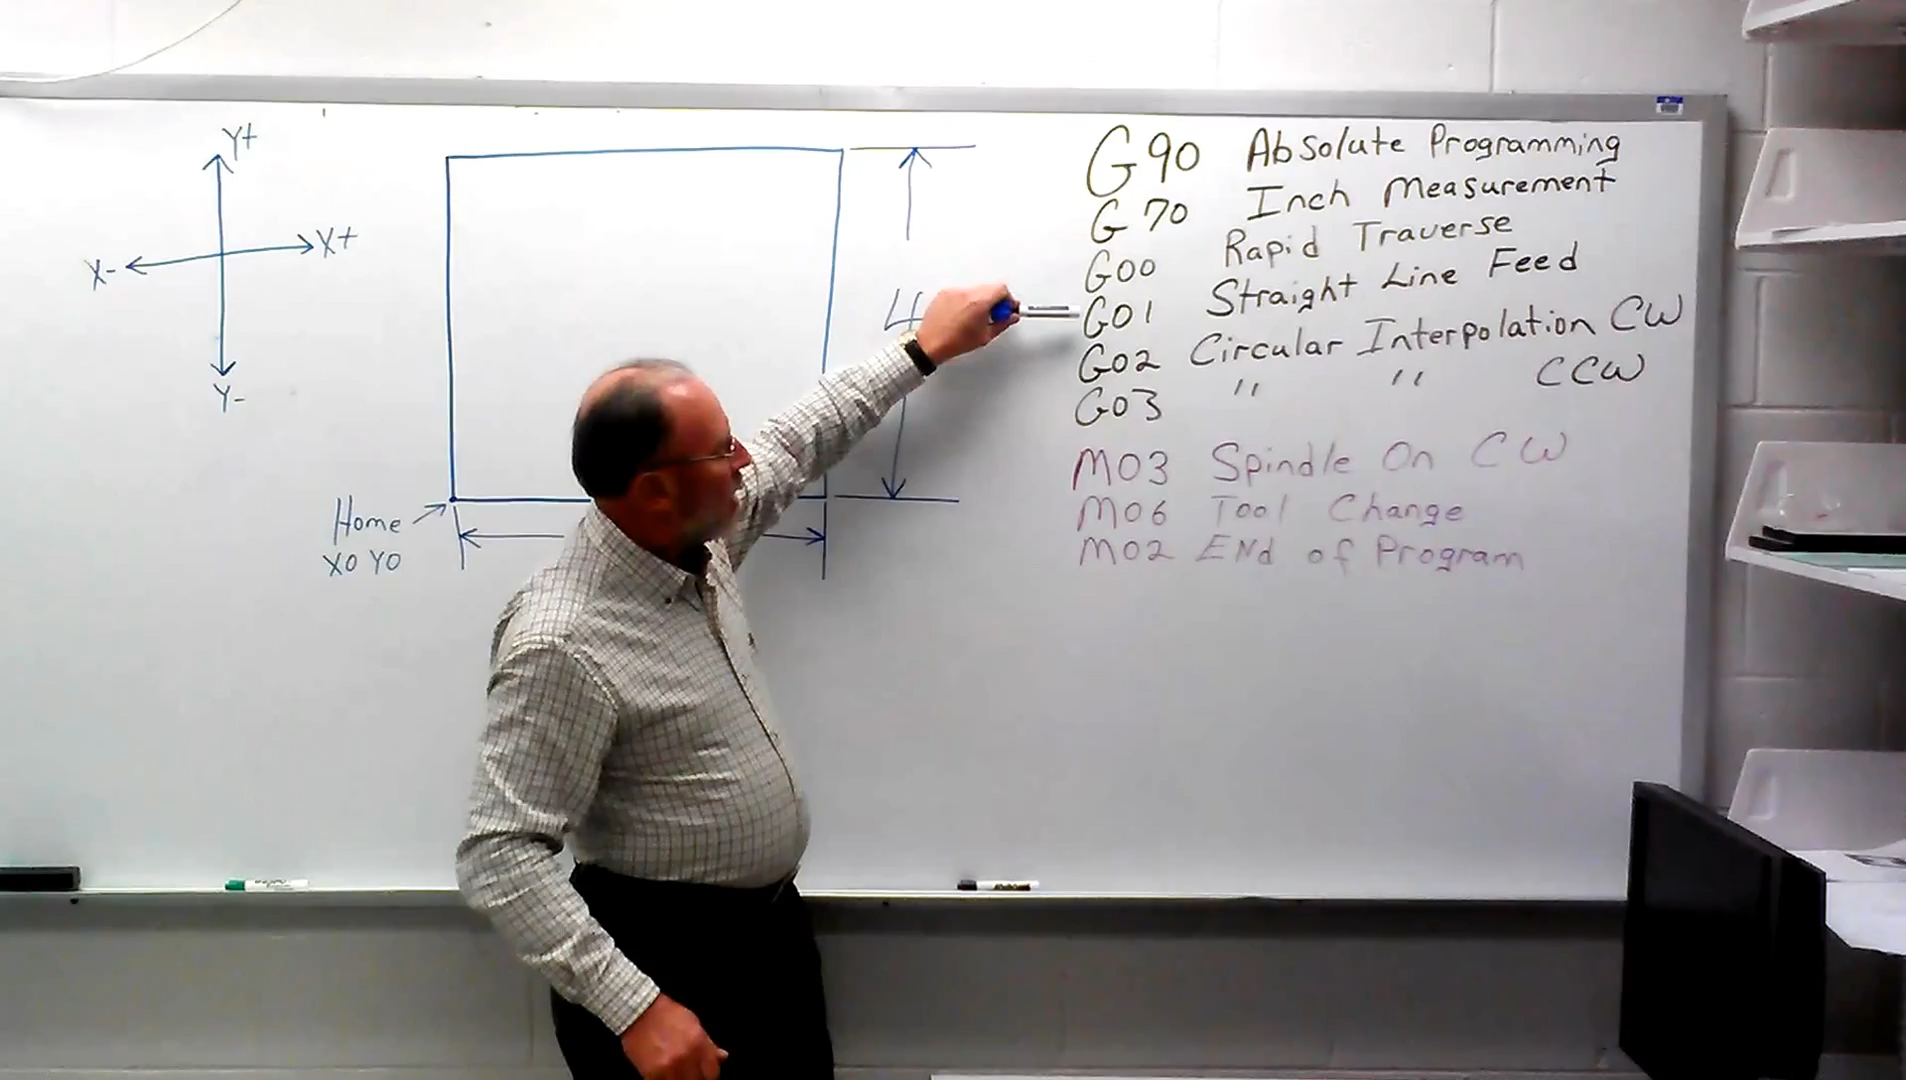 Y+
X- X+
Y-
4
Home
X0 Y0
G90 Absolute Programming
G70 Inch Measurement
G00 Rapid Traverse
G01 Straight Line Feed
G02 Circular Interpolation CW
G03 " " CCW
M03 Spindle On CW
M06 Tool Change
M02 ENd of Program